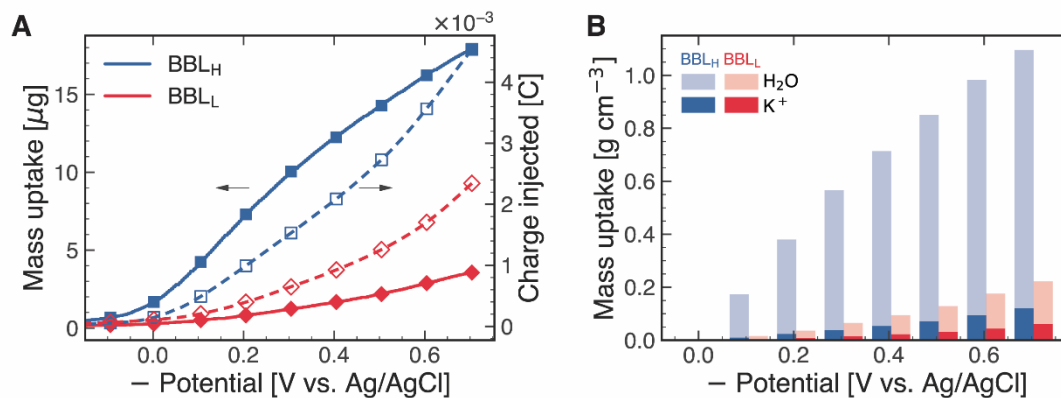 A
×10⁻³
BBL_H
BBL_L
Mass uptake [µg]
0
5
10
15
Charge injected [C]
0
1
2
3
4
0.0 0.2 0.4 0.6
− Potential [V vs. Ag/AgCl]
B
BBL_H BBL_L
H₂O
K⁺
Mass uptake [g cm⁻³]
0.0
0.2
0.4
0.6
0.8
1.0
0.0 0.2 0.4 0.6
− Potential [V vs. Ag/AgCl]